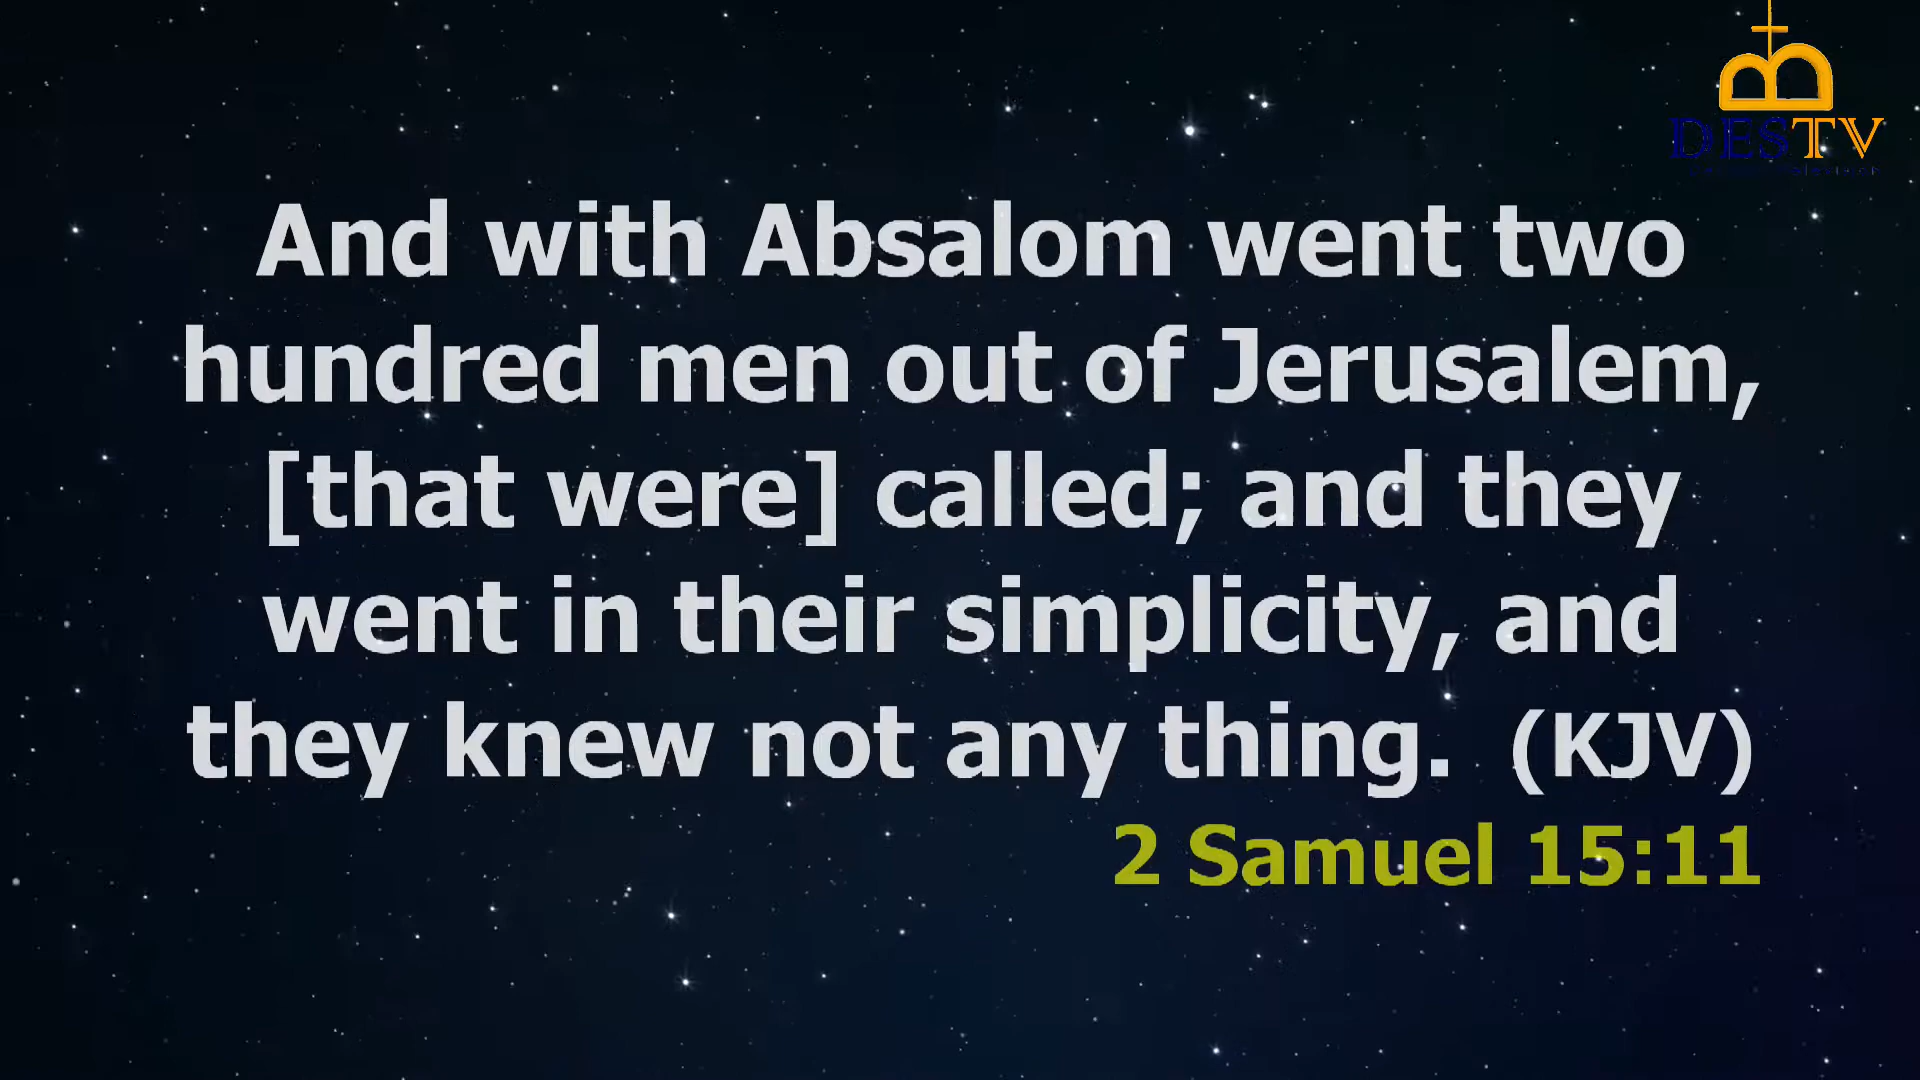 DESTV
And with Absalom went two
hundred men out of Jerusalem,
[that were] called; and they
went in their simplicity, and
they knew not any thing.  (KJV)
2 Samuel 15:11